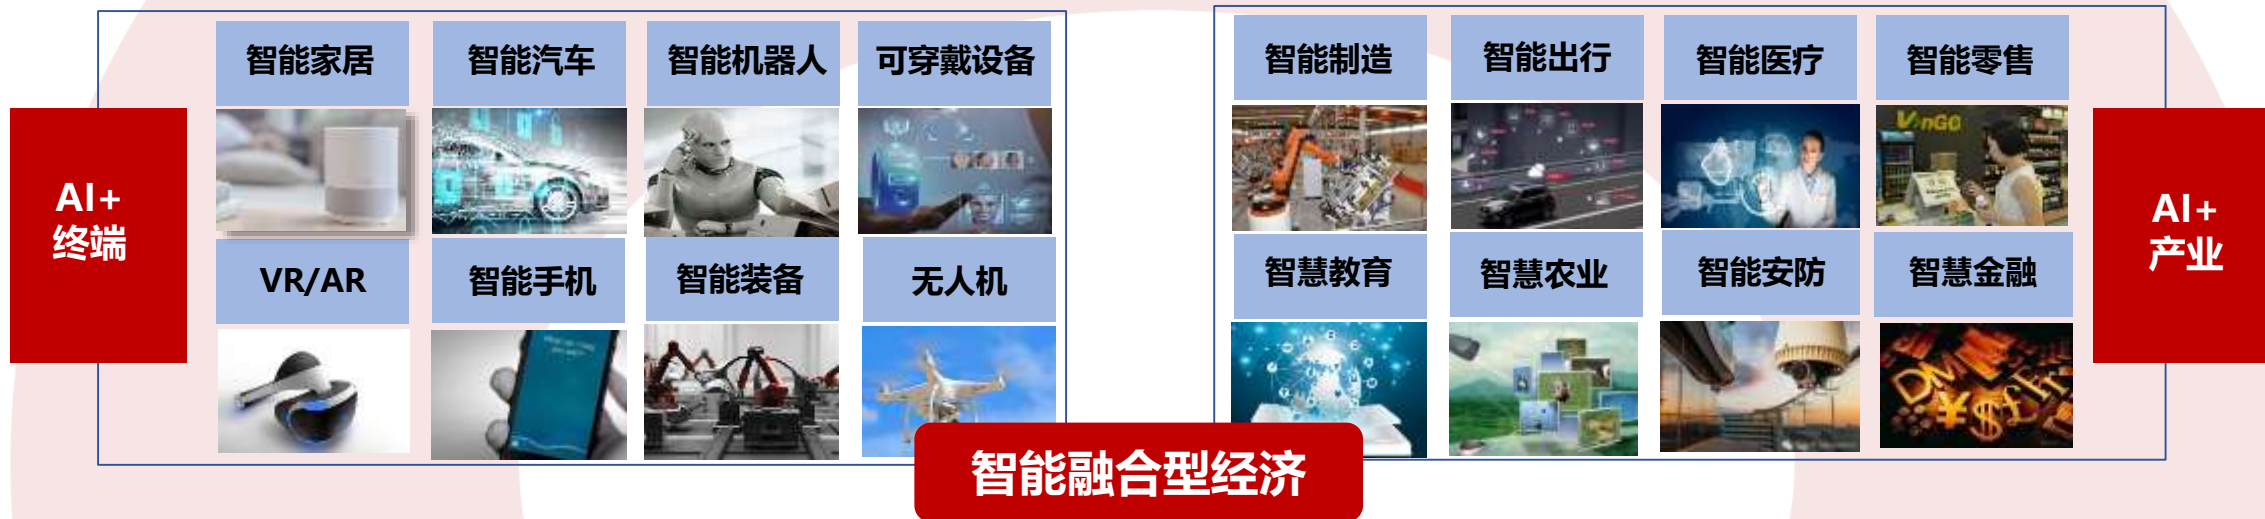 AI+
终端
智能家居
智能汽车
智能机器人
可穿戴设备
VR/AR
智能手机
智能装备
无人机
智能制造
智能出行
智能医疗
智能零售
VnGO
智慧教育
智慧农业
智能安防
智慧金融
DM
¥$£fr
AI+
产业
智能融合型经济